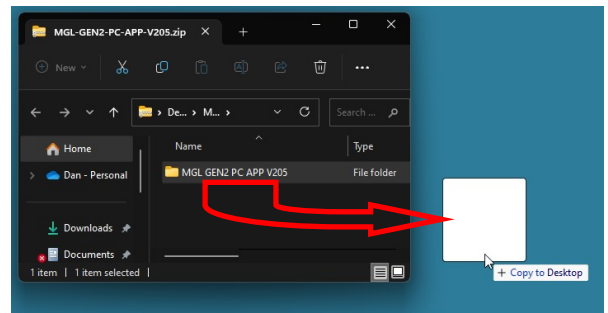 MGL-GEN2-PC-APP-V205.zip
New
De... > M... >
Search ...
Home
Name
Type
Dan - Personal
MGL GEN2 PC APP V205
File folder
Downloads
Documents
1 item | 1 item selected |
+ Copy to Desktop